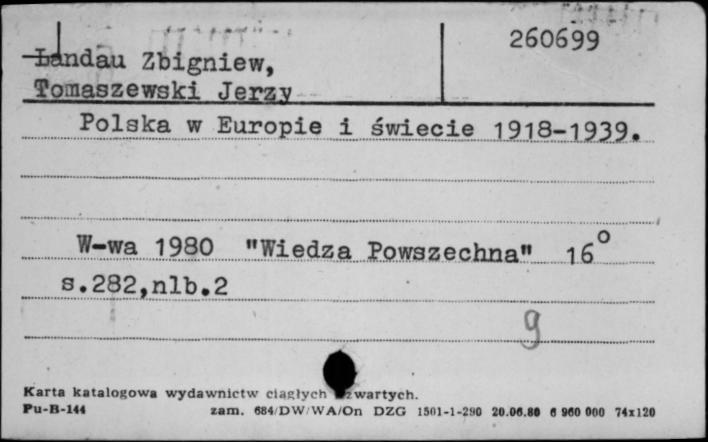 260699
Landau Zbigniew,
Tomaszewski Jerzy
Polska w Europie i świecie 1918-1939.
W-wa 1980 "Wiedza Powszechna" 16°
s.282,nlb.2
9
Karta katalogowa wydawnictw ciągłych zwartych.
Pu-B-144 zam. 684/DW/WA/On DZG 1501-1-290 20.06.80 6 960 000 74x120